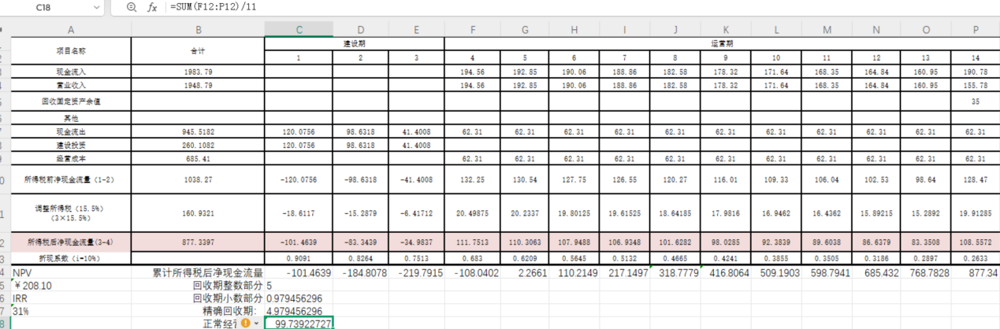 C18 fx =SUM(F12:P12)/11
A B C D E F G H I J K L M N O P
项目名称 合计 建设期 运营期
1 2 3 4 5 6 7 8 9 10 11 12 13 14
现金流入 1983.79 194.56 192.85 190.06 188.86 182.58 178.32 171.64 168.35 164.84 160.95 190.78
营业收入 1948.79 194.56 192.85 190.06 188.86 182.58 178.32 171.64 168.35 164.84 160.95 155.78
回收固定资产余值 35
其他
现金流出 945.5182 120.0756 98.6318 41.4008 62.31 62.31 62.31 62.31 62.31 62.31 62.31 62.31 62.31 62.31 62.31
建设投资 260.1082 120.0756 98.6318 41.4008
经营成本 685.41 62.31 62.31 62.31 62.31 62.31 62.31 62.31 62.31 62.31 62.31 62.31
所得税前净现金流量（1-2） 1038.27 -120.0756 -98.6318 -41.4008 132.25 130.54 127.75 126.55 120.27 116.01 109.33 106.04 102.53 98.64 128.47
调整所得税（15.5%）
（3×15.5%） 160.9321 -18.6117 -15.2879 -6.41712 20.49875 20.2337 19.80125 19.61525 18.64185 17.9816 16.9462 16.4362 15.89215 15.2892 19.91285
所得税后净现金流量(3-4) 877.3397 -101.4639 -83.3439 -34.9837 111.7513 110.3063 107.9488 106.9348 101.6282 98.0285 92.3839 89.6038 86.6379 83.3508 108.5572
折现系数（i=10%） 0.9091 0.8264 0.7513 0.683 0.6209 0.5645 0.5132 0.4665 0.4241 0.3855 0.3505 0.3186 0.2897 0.2633
NPV 累计所得税后净现金流量 -101.4639 -184.8078 -219.7915 -108.0402 2.2661 110.2149 217.1497 318.7779 416.8064 509.1903 598.7941 685.432 768.7828 877.34
￥208.10 回收期整数部分 5
IRR 回收期小数部分 0.979456296
31% 精确回收期： 4.979456296
正常经 99.73922727